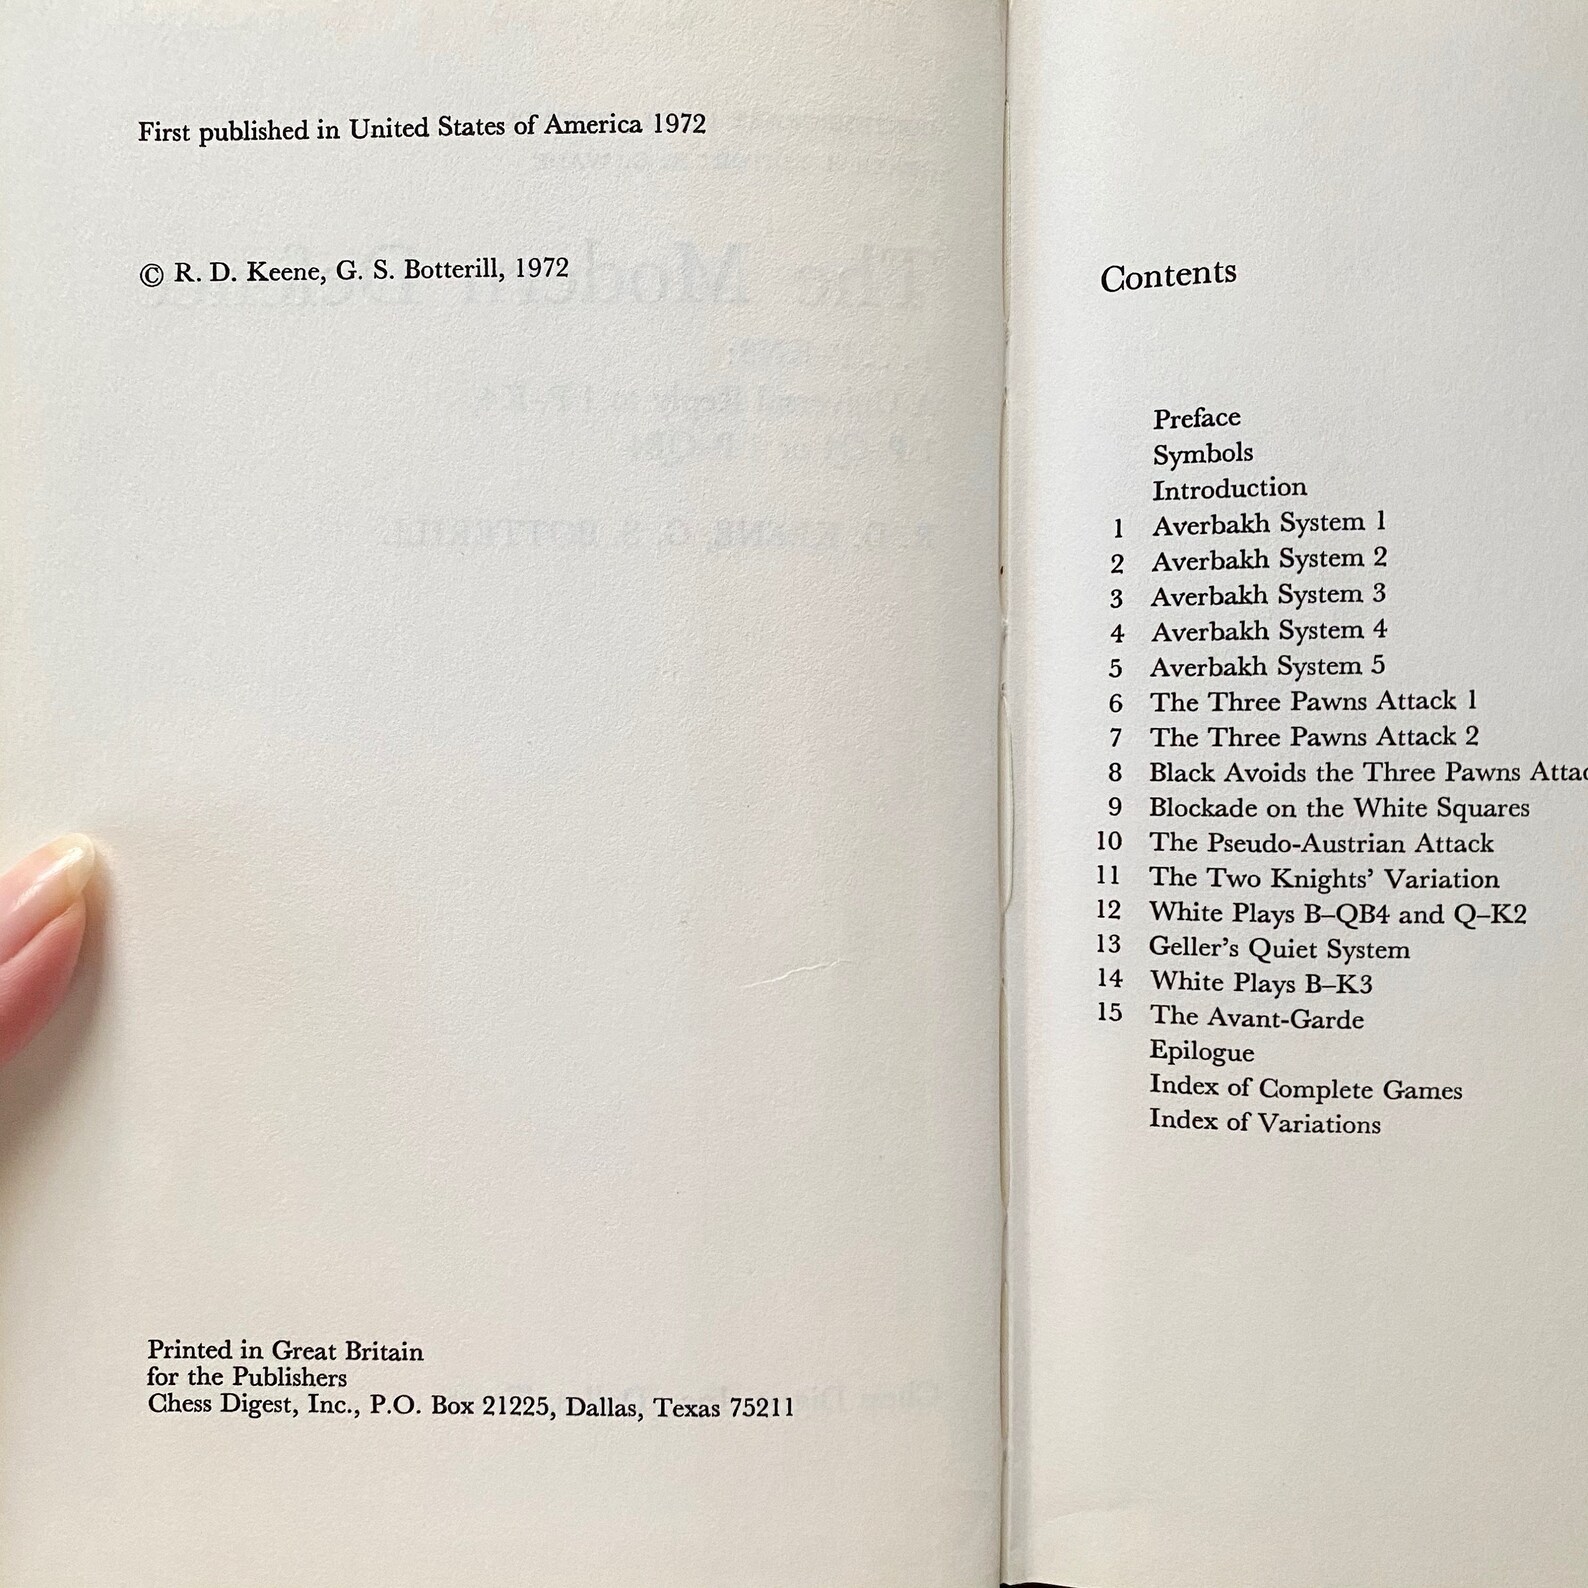 First published in United States of America 1972
© R. D. Keene, G. S. Botterill, 1972
Printed in Great Britain
for the Publishers
Chess Digest, Inc., P.O. Box 21225, Dallas, Texas 75211
Contents
Preface
Symbols
Introduction
1 Averbakh System 1
2 Averbakh System 2
3 Averbakh System 3
4 Averbakh System 4
5 Averbakh System 5
6 The Three Pawns Attack 1
7 The Three Pawns Attack 2
8 Black Avoids the Three Pawns
9 Blockade on the White Squares
10 The Pseudo-Austrian Attack
11 The Two Knights’ Variation
12 White Plays B–QB4 and Q–K2
13 Geller’s Quiet System
14 White Plays B–K3
15 The Avant-Garde
Epilogue
Index of Complete Games
Index of Variations